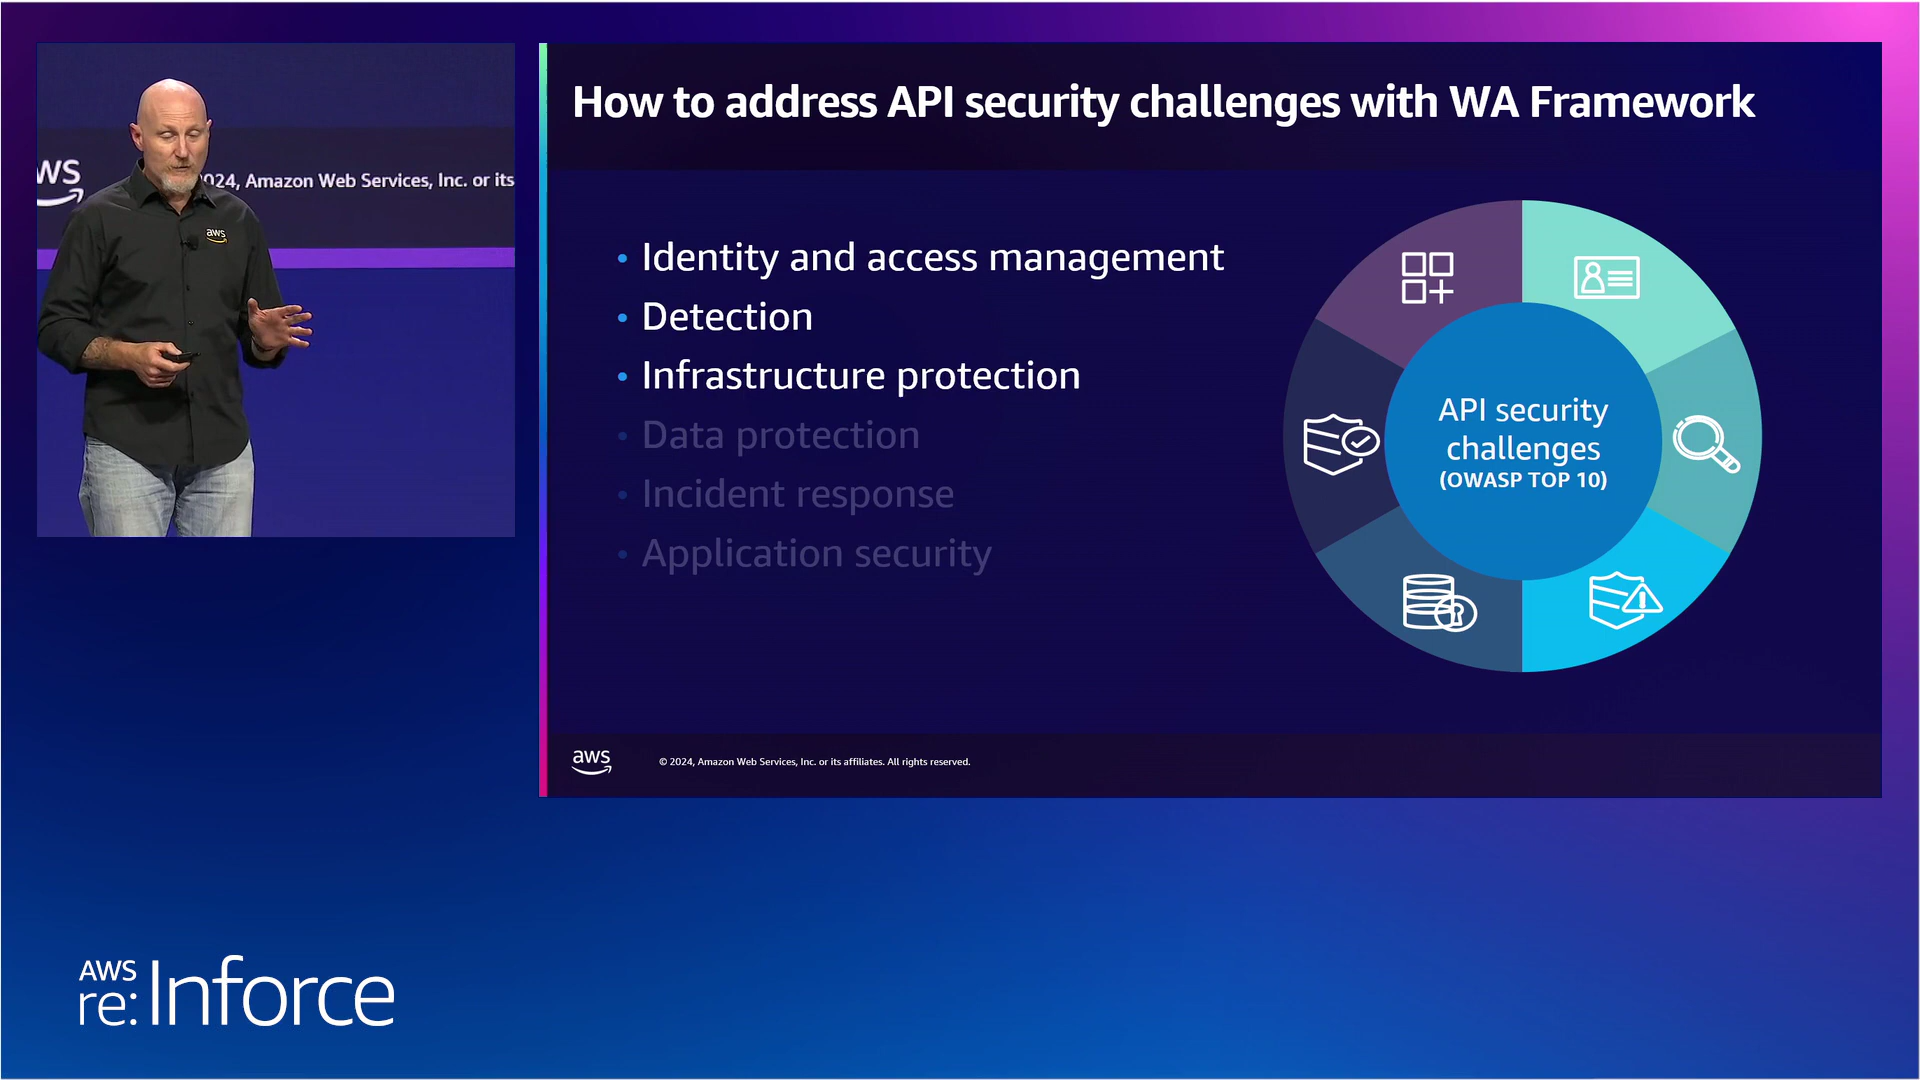 aws
2024, Amazon Web Services, Inc. or its
aws
How to address API security challenges with WA Framework
• Identity and access management
• Detection
• Infrastructure protection
• Data protection
• Incident response
• Application security
API security
challenges
(OWASP TOP 10)
aws
© 2024, Amazon Web Services, Inc. or its affiliates. All rights reserved.
AWS
re:Inforce